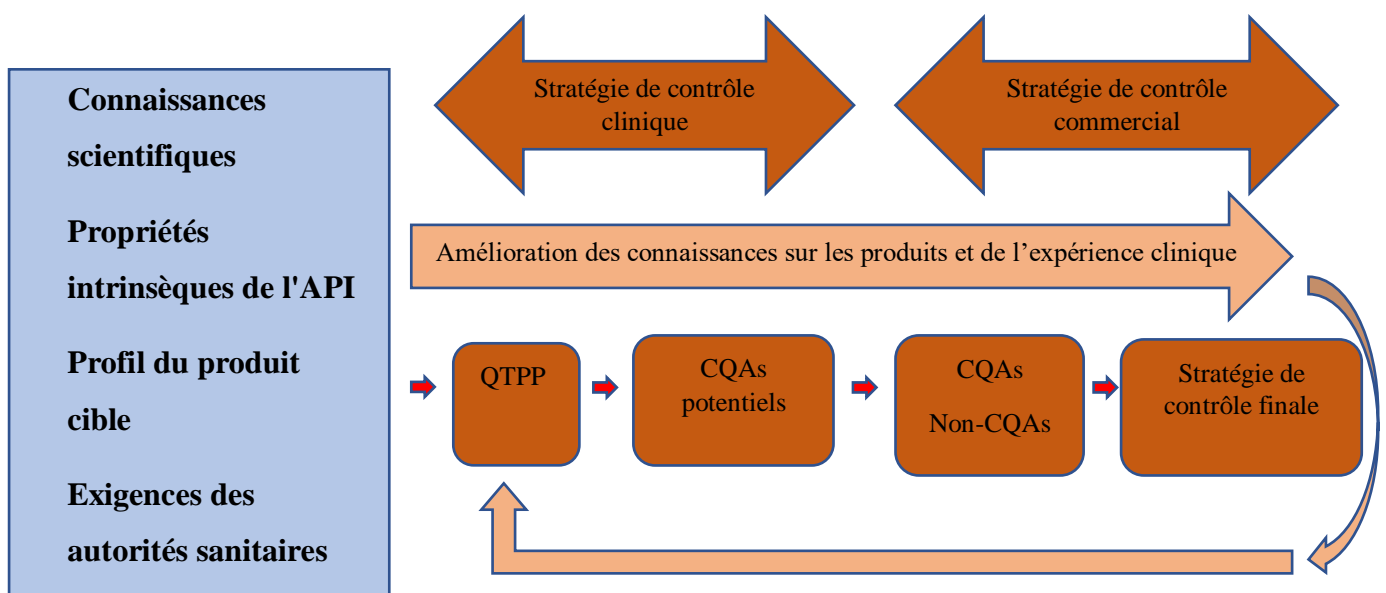 Connaissances
scientifiques
Propriétés
intrinsèques de l'API
Profil du produit
cible
Exigences des
autorités sanitaires
Stratégie de contrôle
clinique
Stratégie de contrôle
commercial
Amélioration des connaissances sur les produits et de l’expérience clinique
QTPP
CQAs
potentiels
CQAs
Non-CQAs
Stratégie de
contrôle finale